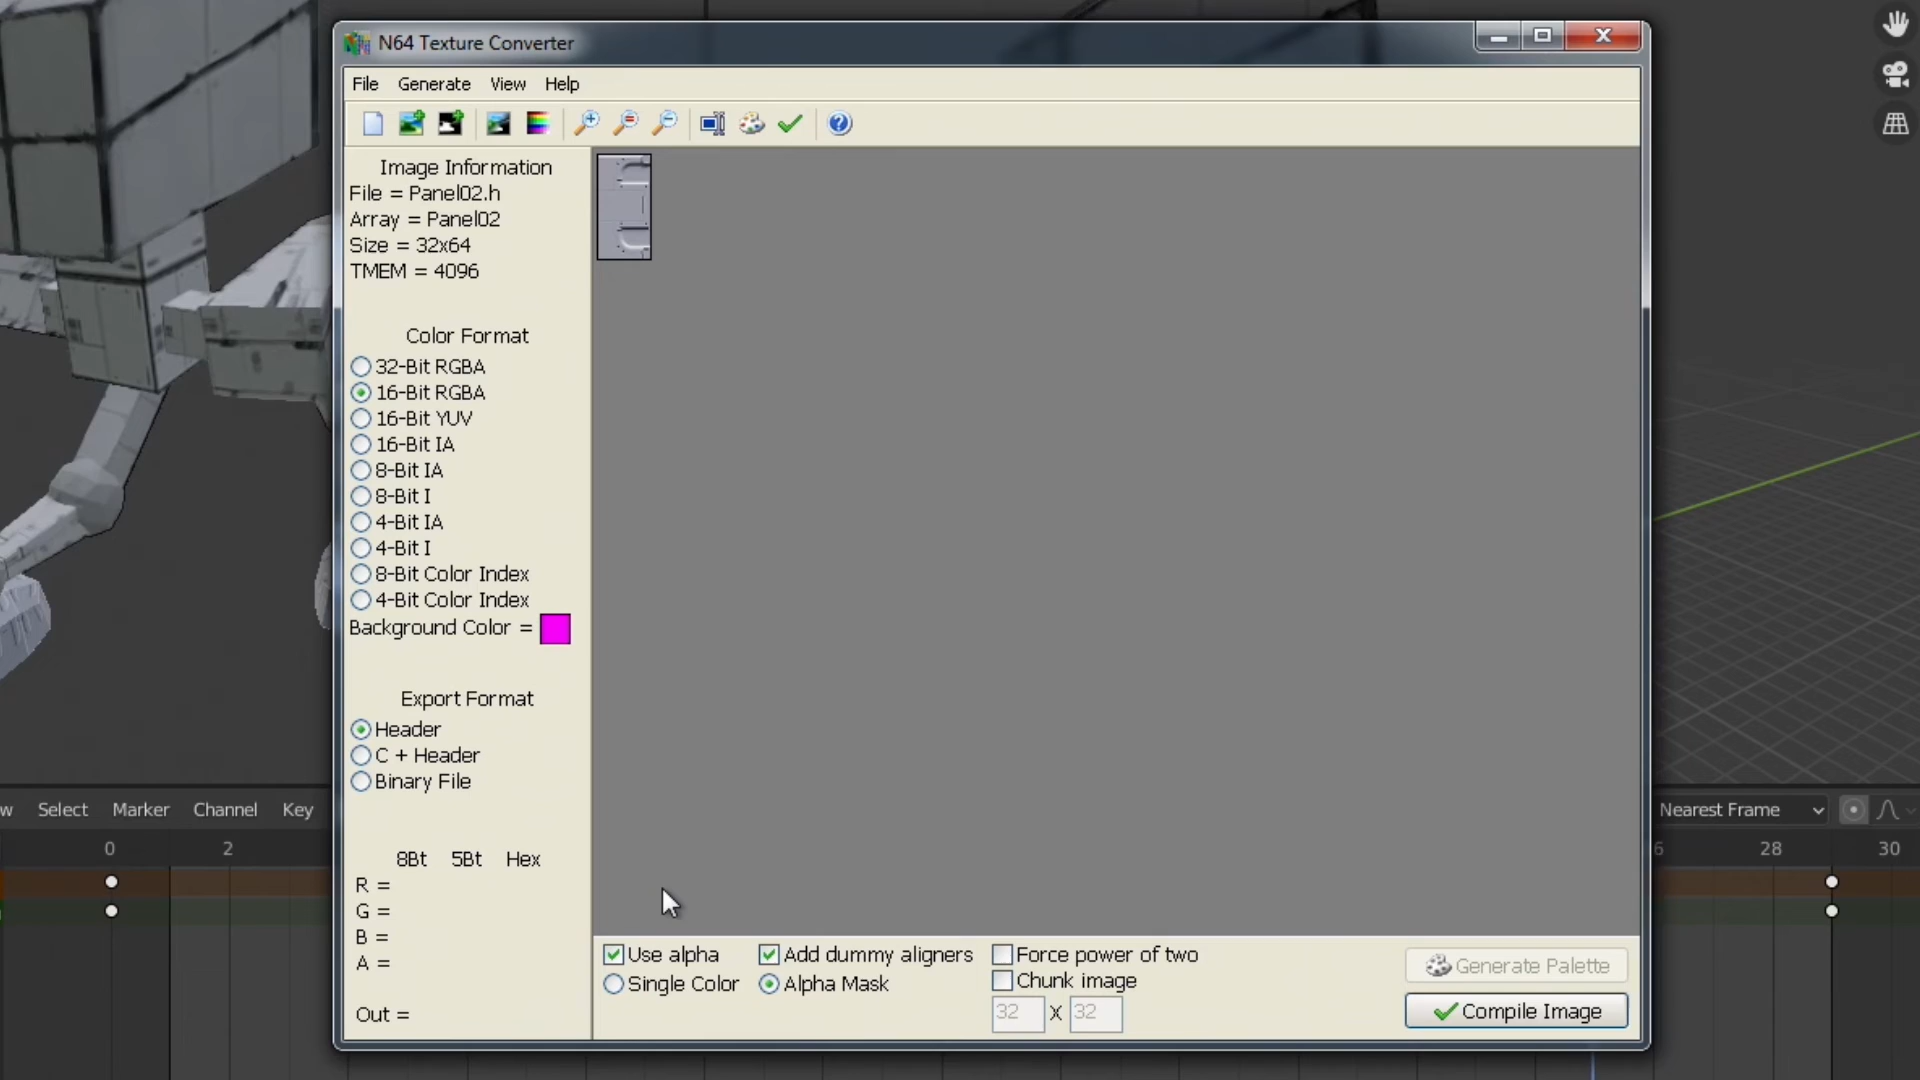 N64 Texture Converter
File Generate View Help
Image Information
File = Panel02.h
Array = Panel02
Size = 32x64
TMEM = 4096
Color Format
32-Bit RGBA
16-Bit RGBA
16-Bit YUV
16-Bit IA
8-Bit IA
8-Bit I
4-Bit IA
4-Bit I
8-Bit Color Index
4-Bit Color Index
Background Color =
Export Format
Header
C + Header
Binary File
8Bt 5Bt Hex
R =
G =
B =
A =
Out =
Use alpha Add dummy aligners Force power of two
Single Color Alpha Mask Chunk image
32 X 32
Generate Palette
Compile Image
w Select Marker Channel Key
Nearest Frame
0 2 6 28 30